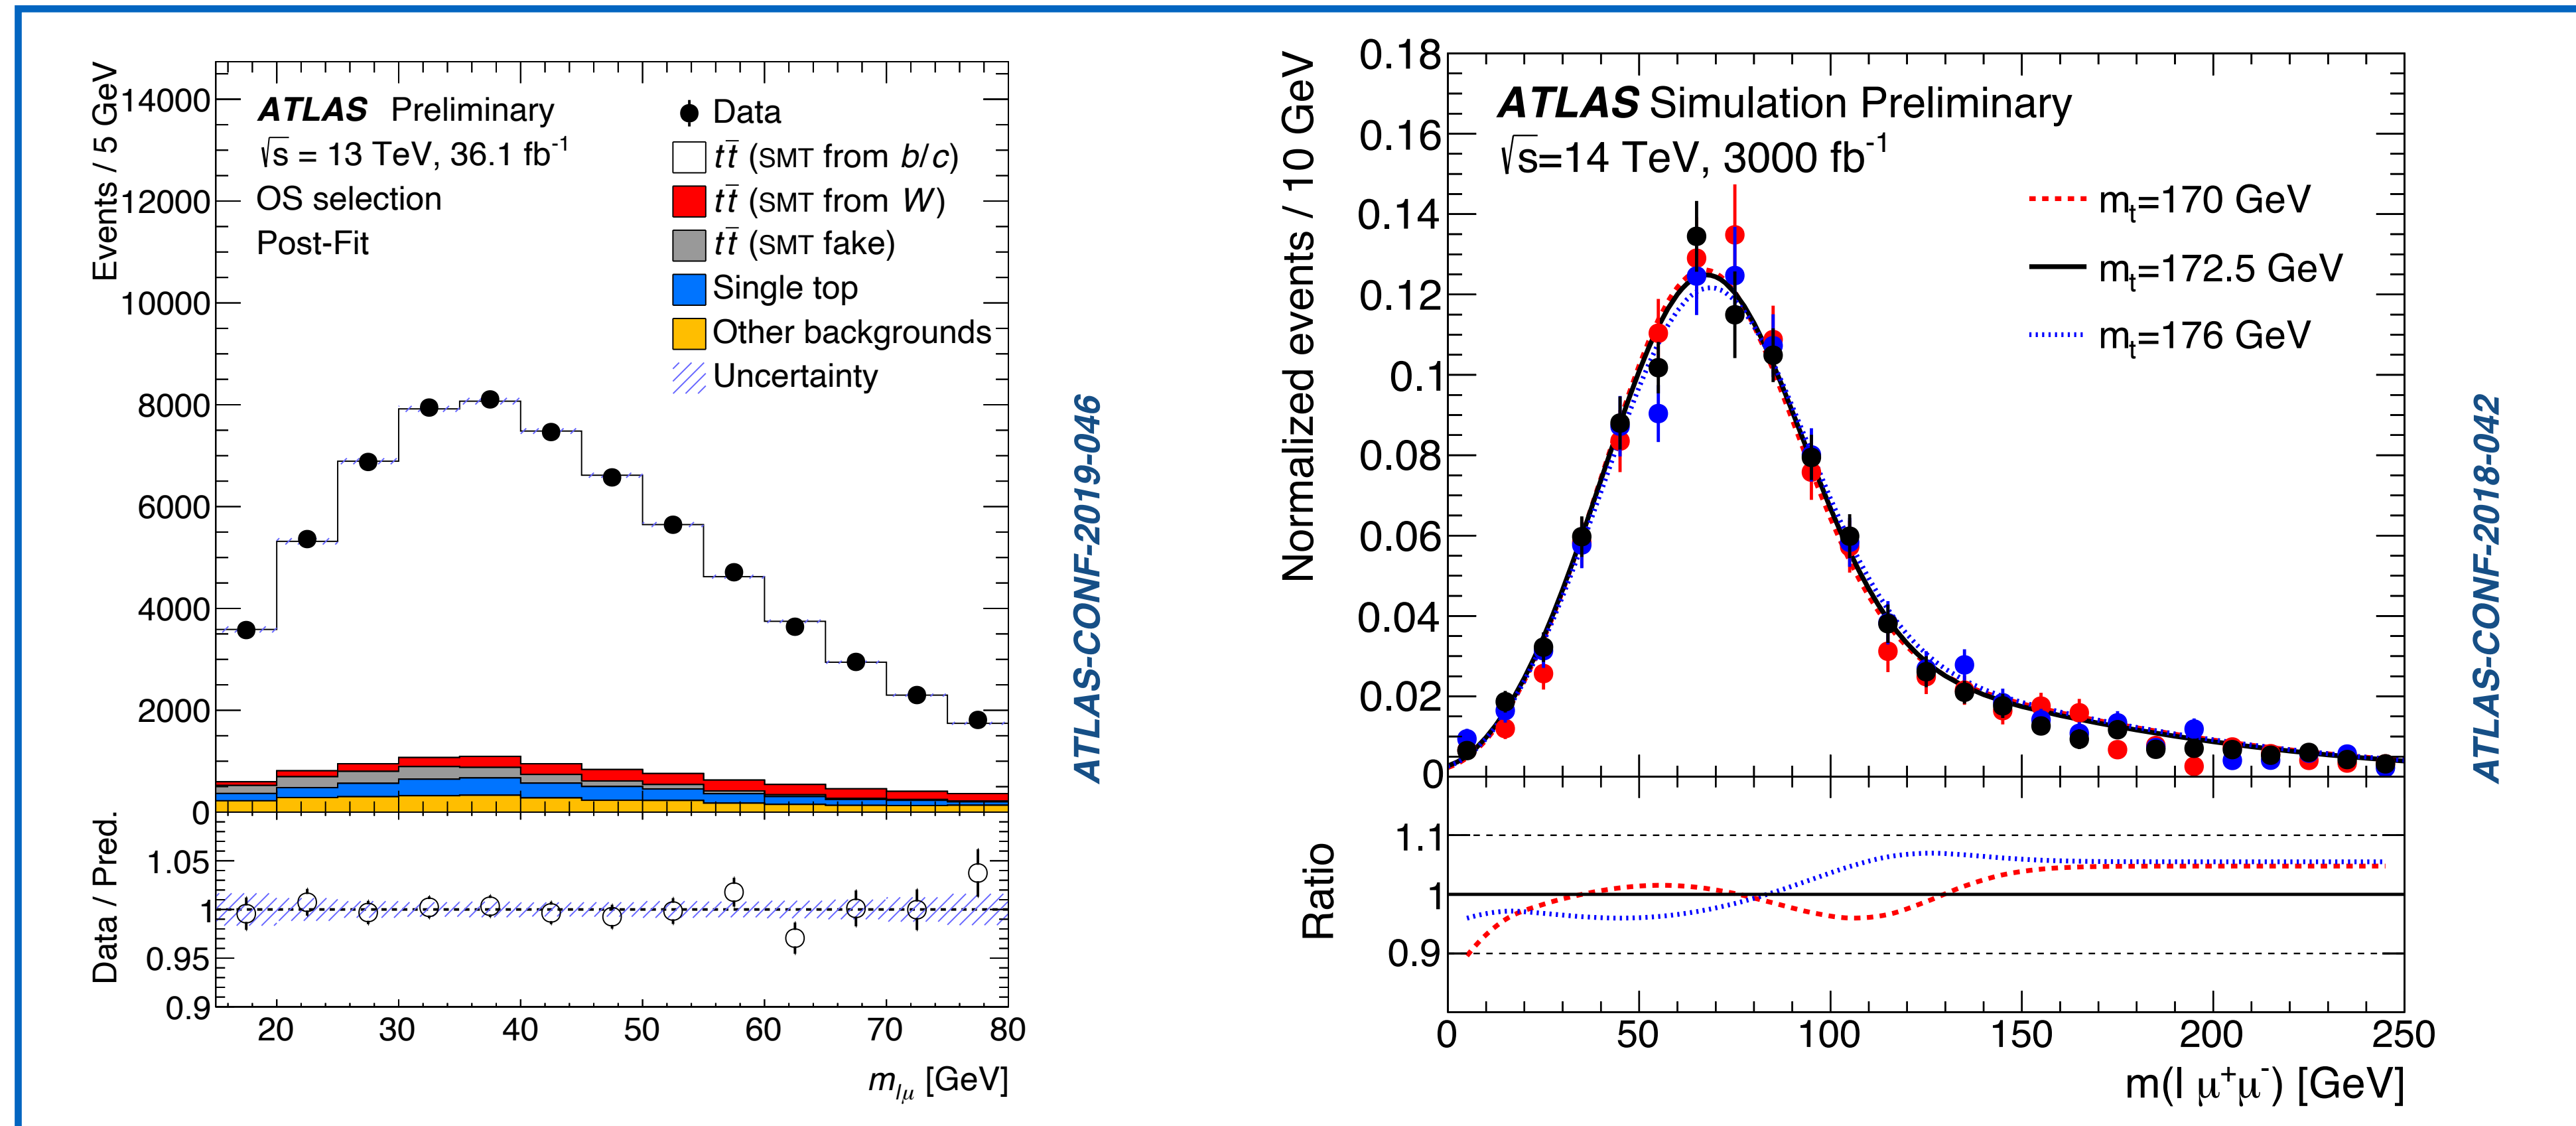 Events / 5 GeV
14000
12000
10000
8000
6000
4000
2000
0
ATLAS Preliminary
√s = 13 TeV, 36.1 fb⁻¹
OS selection
Post-Fit
Data
tt̄ (SMT from b/c)
tt̄ (SMT from W)
tt̄ (SMT fake)
Single top
Other backgrounds
Uncertainty
Data / Pred.
1.05
1
0.95
0.9
20 30 40 50 60 70 80
m_lμ [GeV]
ATLAS-CONF-2019-046
Normalized events / 10 GeV
0.18
0.16
0.14
0.12
0.1
0.08
0.06
0.04
0.02
0
ATLAS Simulation Preliminary
√s=14 TeV, 3000 fb⁻¹
m_t=170 GeV
m_t=172.5 GeV
m_t=176 GeV
Ratio
1.1
1
0.9
0 50 100 150 200 250
m(l μ⁺μ⁻) [GeV]
ATLAS-CONF-2018-042